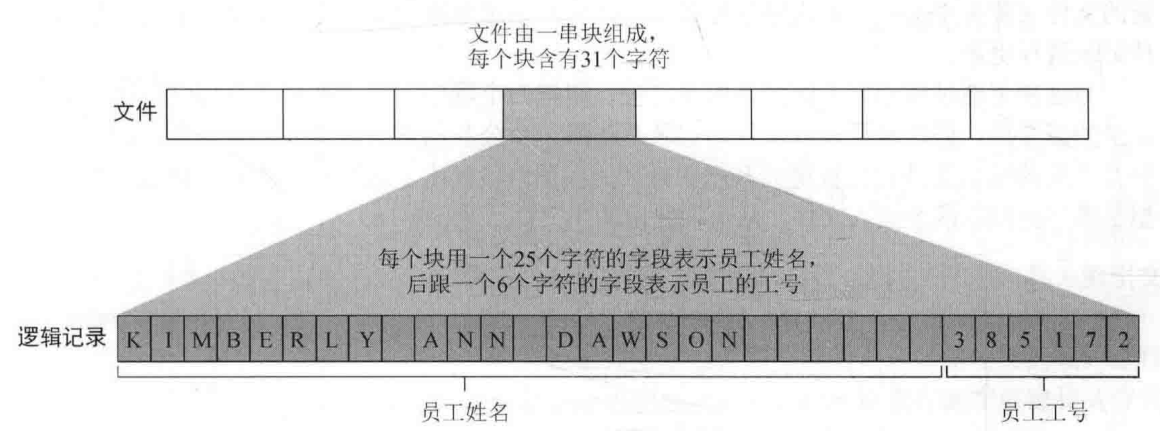 文件由一串块组成，
每个块含有31个字符
文件
每个块用一个25个字符的字段表示员工姓名，
后跟一个6个字符的字段表示员工的工号
逻辑记录 K I M B E R L Y A N N D A W S O N 3 8 5 1 7 2
员工姓名 员工工号